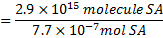 = 2.9 × 10¹⁵ molecule SA
7.7 × 10⁻⁷ mol SA